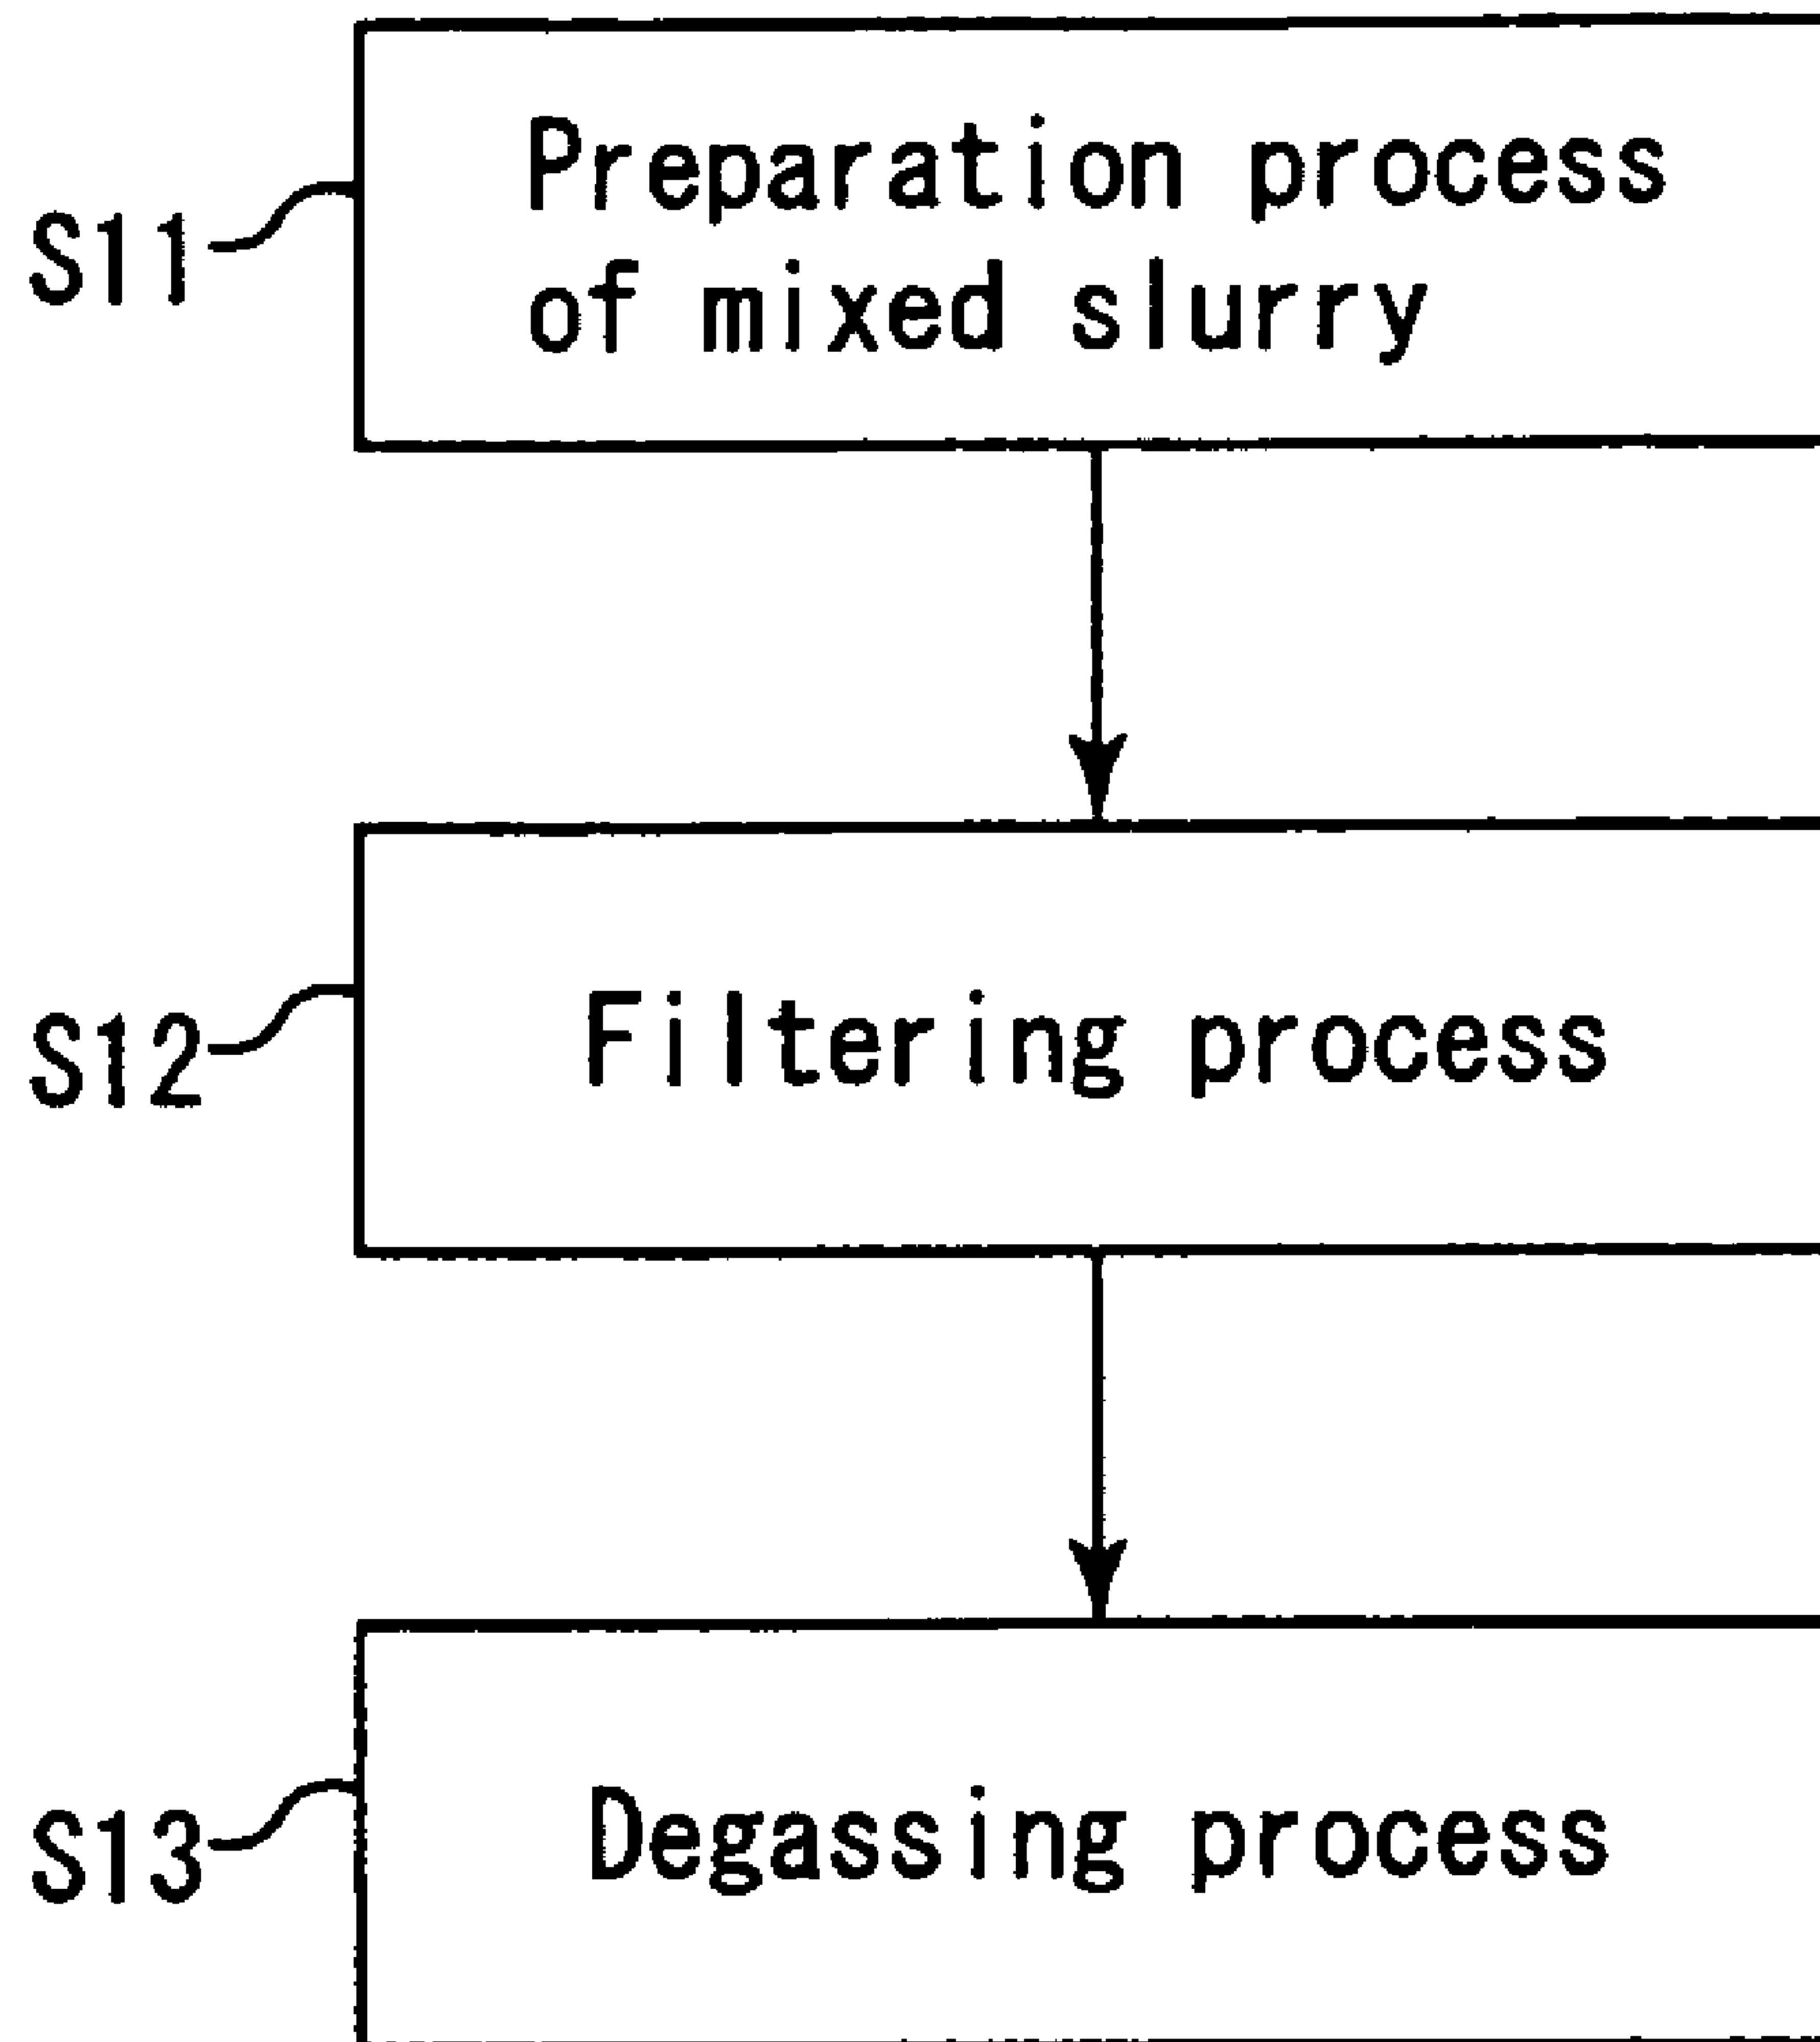 Preparation process
of mixed slurry
S11
Filtering process
S12
Degassing process
S13